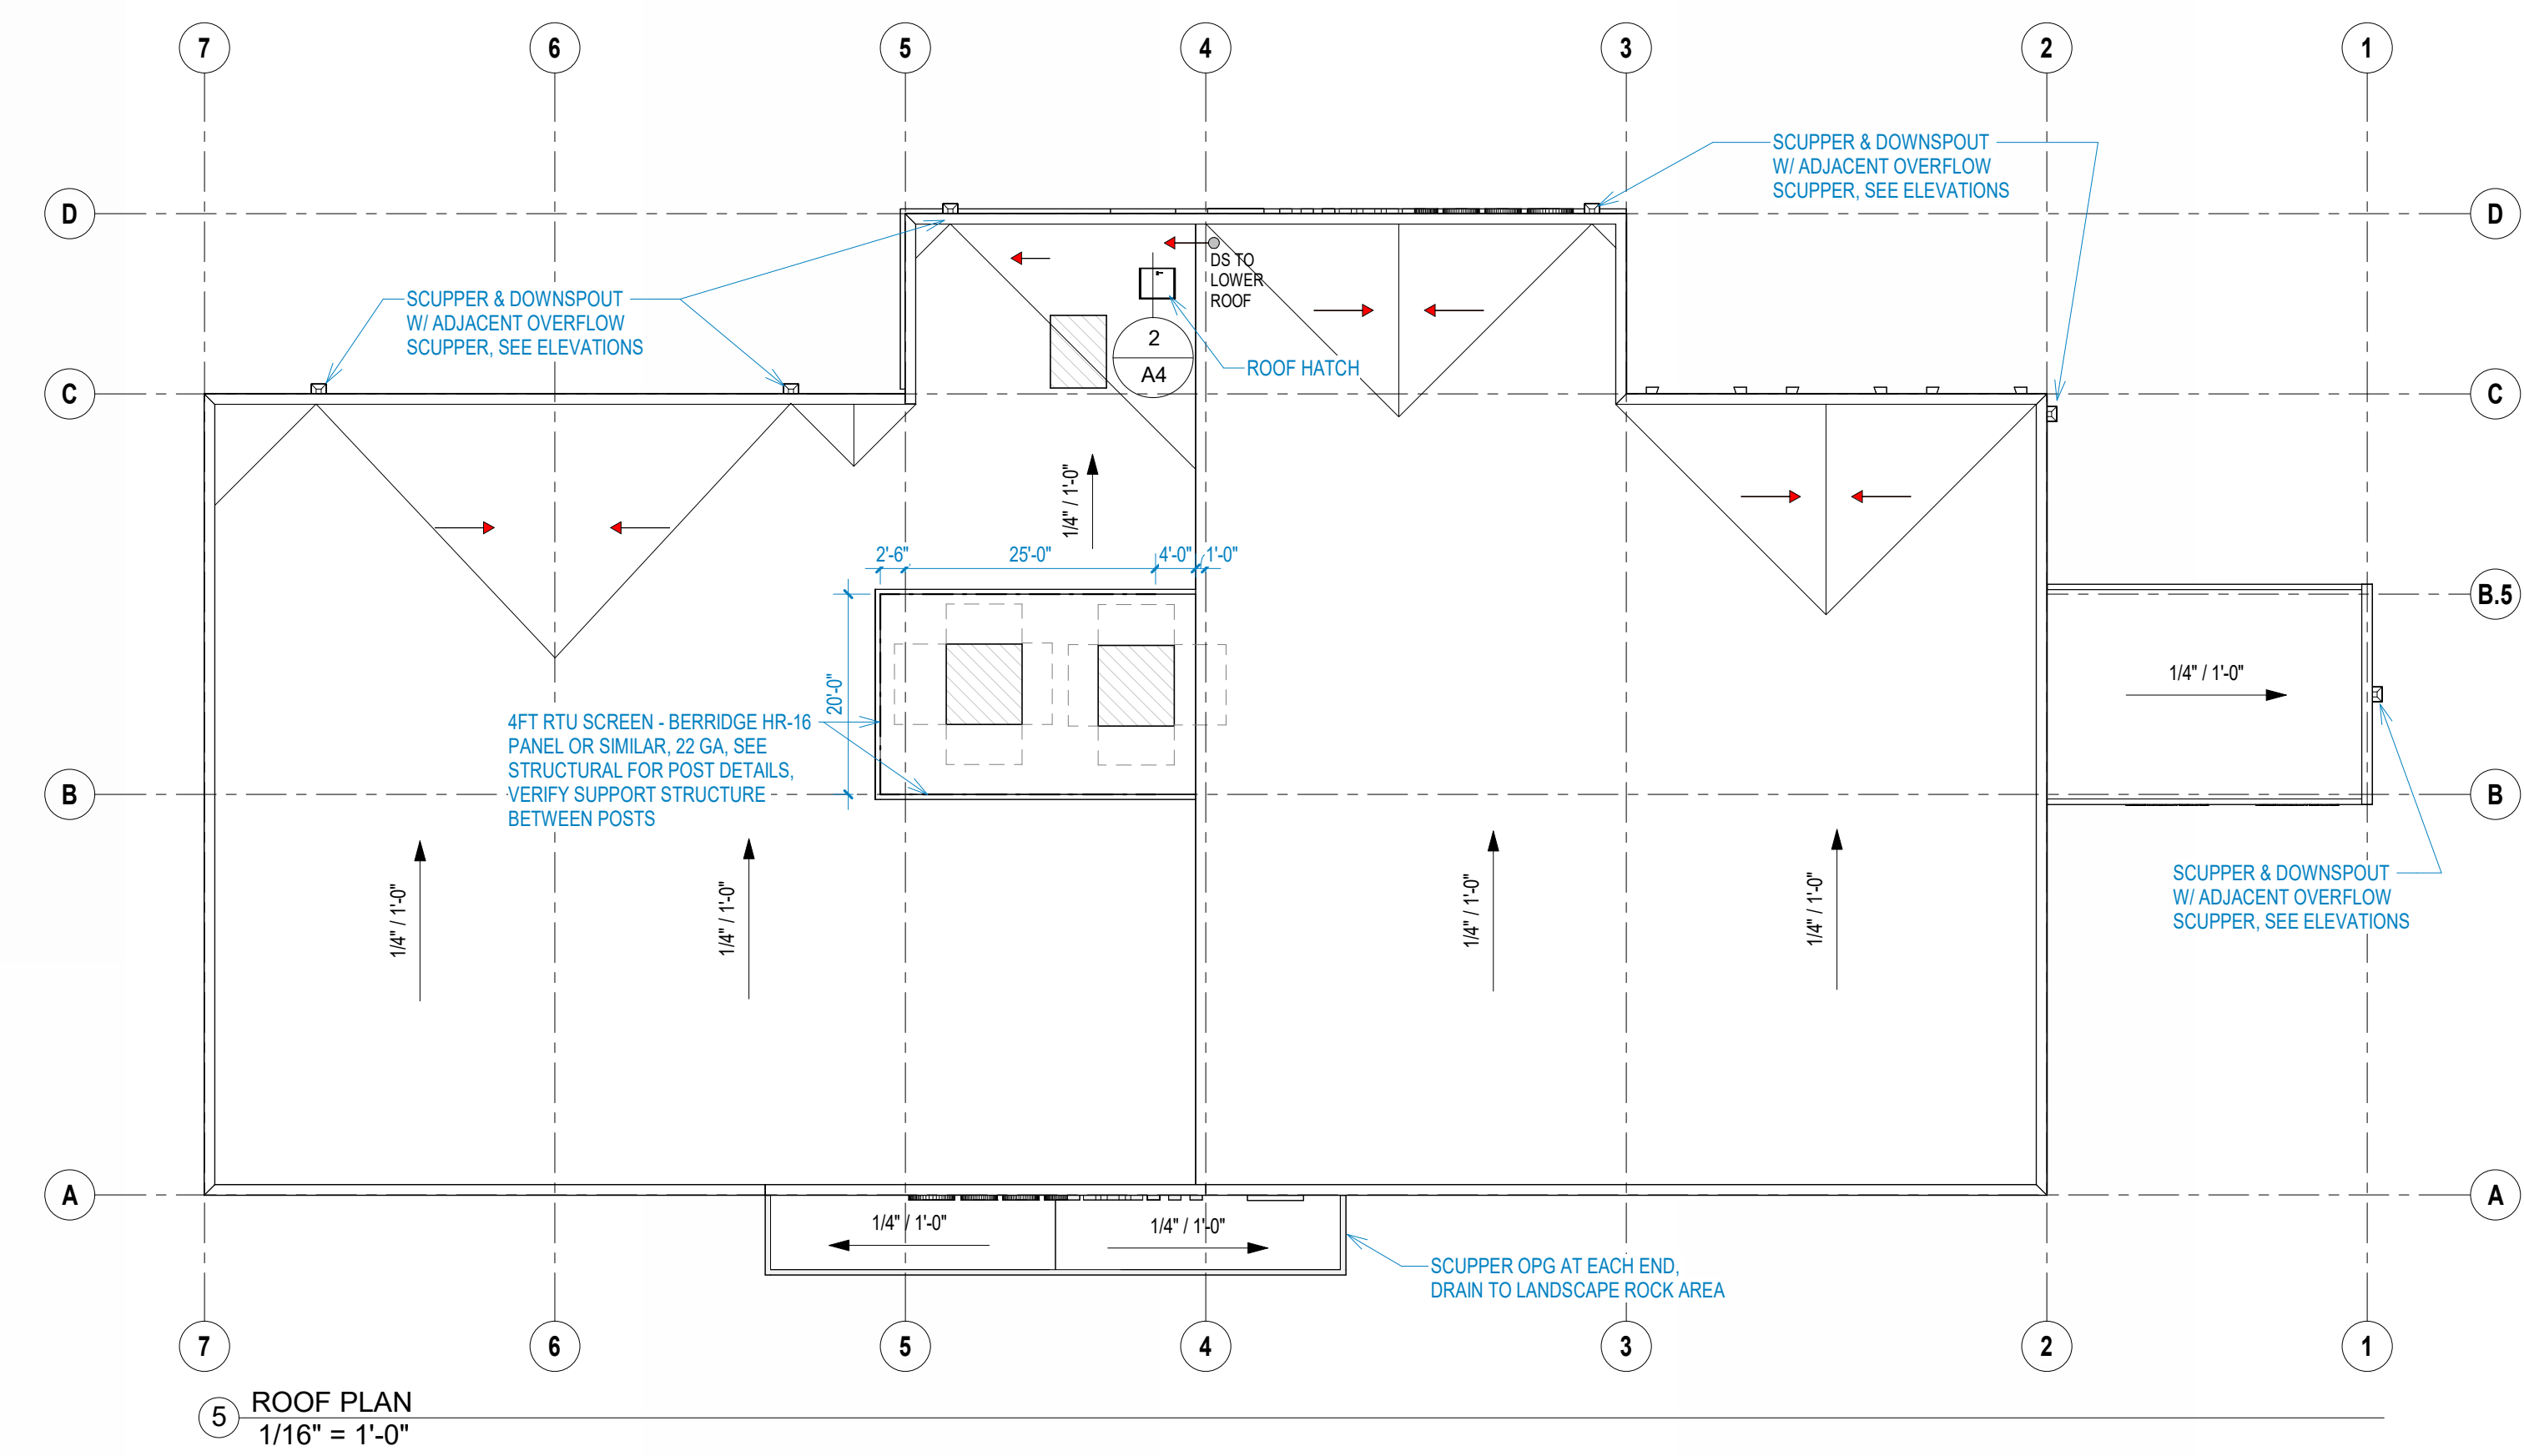 7 6 5 4 3 2 1
SCUPPER & DOWNSPOUT
W/ ADJACENT OVERFLOW
SCUPPER, SEE ELEVATIONS
D D
DS TO
LOWER
ROOF
SCUPPER & DOWNSPOUT
W/ ADJACENT OVERFLOW
SCUPPER, SEE ELEVATIONS
2
A4
ROOF HATCH
C C
1/4" / 1'-0"
2'-6" 25'-0" 4'-0" 1'-0"
B.5
20'-0"
1/4" / 1'-0"
4FT RTU SCREEN - BERRIDGE HR-16
PANEL OR SIMILAR, 22 GA, SEE
STRUCTURAL FOR POST DETAILS,
VERIFY SUPPORT STRUCTURE
BETWEEN POSTS
B B
SCUPPER & DOWNSPOUT
W/ ADJACENT OVERFLOW
SCUPPER, SEE ELEVATIONS
1/4" / 1'-0"
1/4" / 1'-0"
1/4" / 1'-0"
1/4" / 1'-0"
A A
1/4" / 1'-0" 1/4" / 1'-0"
SCUPPER OPG AT EACH END,
DRAIN TO LANDSCAPE ROCK AREA
7 6 5 4 3 2 1
5 ROOF PLAN
1/16" = 1'-0"